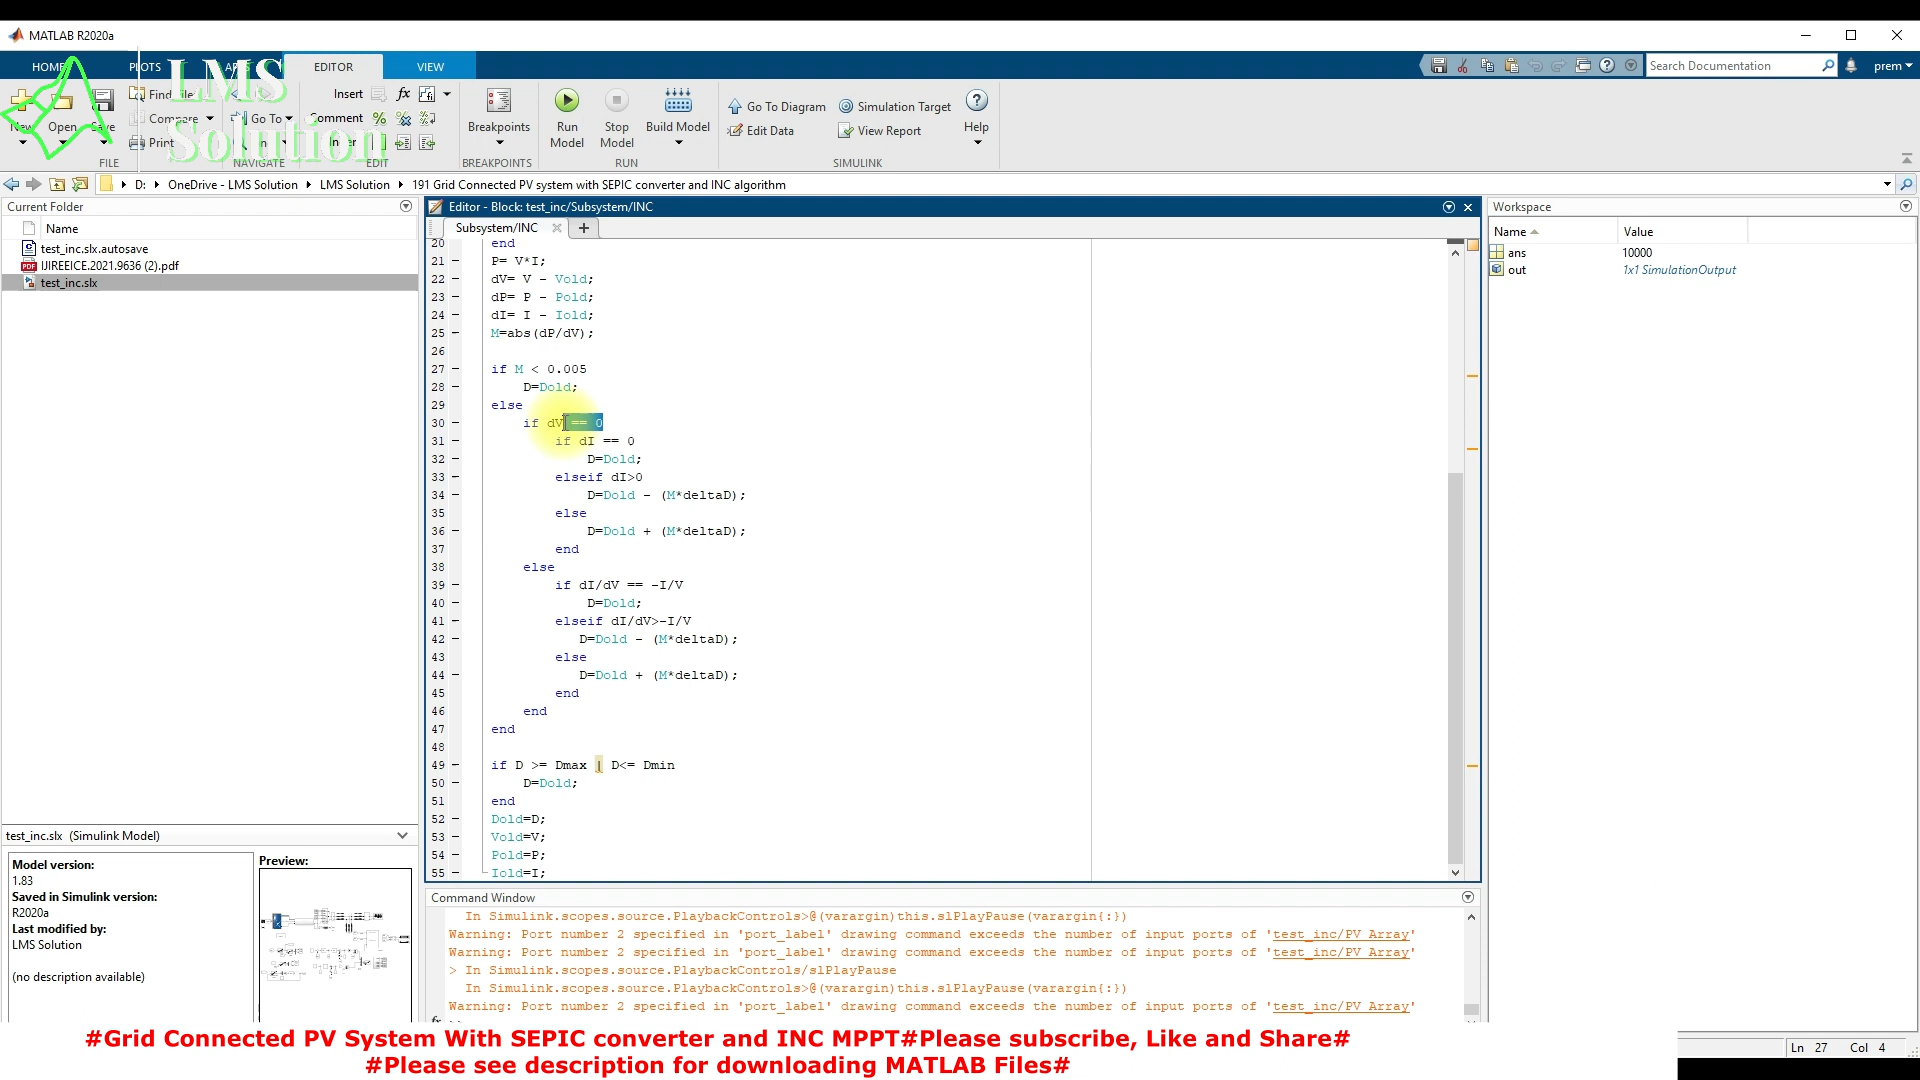 MATLAB R2020a
HOME PLOTS APPS EDITOR VIEW
Search Documentation
prem
LMS
Solution
New
Open
Save
Find Files
Compare
Print
FILE
Go To
Find
NAVIGATE
Insert
Comment
Indent
EDIT
Breakpoints
BREAKPOINTS
Run
Model
Stop
Model
Build Model
RUN
Go To Diagram
Edit Data
Simulation Target
View Report
SIMULINK
Help
D: OneDrive - LMS Solution LMS Solution 191 Grid Connected PV system with SEPIC converter and INC algorithm
Current Folder
Name
test_inc.slx.autosave
IJIREEICE.2021.9636 (2).pdf
test_inc.slx
test_inc.slx (Simulink Model)
Model version:
1.83
Saved in Simulink version:
R2020a
Last modified by:
LMS Solution
(no description available)
Preview:
Editor - Block: test_inc/Subsystem/INC
Subsystem/INC
20 end
21 P= V*I;
22 dV= V - Vold;
23 dP= P - Pold;
24 dI= I - Iold;
25 M=abs(dP/dV);
26
27 if M < 0.005
28 D=Dold;
29 else
30 if dV == 0
31 if dI == 0
32 D=Dold;
33 elseif dI>0
34 D=Dold - (M*deltaD);
35 else
36 D=Dold + (M*deltaD);
37 end
38 else
39 if dI/dV == -I/V
40 D=Dold;
41 elseif dI/dV>-I/V
42 D=Dold - (M*deltaD);
43 else
44 D=Dold + (M*deltaD);
45 end
46 end
47 end
48
49 if D >= Dmax | D<= Dmin
50 D=Dold;
51 end
52 Dold=D;
53 Vold=V;
54 Pold=P;
55 Iold=I;
Command Window
In Simulink.scopes.source.PlaybackControls>@(varargin)this.slPlayPause(varargin{:})
Warning: Port number 2 specified in 'port_label' drawing command exceeds the number of input ports of 'test_inc/PV Array'
Warning: Port number 2 specified in 'port_label' drawing command exceeds the number of input ports of 'test_inc/PV Array'
> In Simulink.scopes.source.PlaybackControls/slPlayPause
In Simulink.scopes.source.PlaybackControls>@(varargin)this.slPlayPause(varargin{:})
Warning: Port number 2 specified in 'port_label' drawing command exceeds the number of input ports of 'test_inc/PV Array'
Workspace
Name Value
ans 10000
out 1x1 SimulationOutput
Ln 27 Col 4
#Grid Connected PV System With SEPIC converter and INC MPPT#Please subscribe, Like and Share#
#Please see description for downloading MATLAB Files#